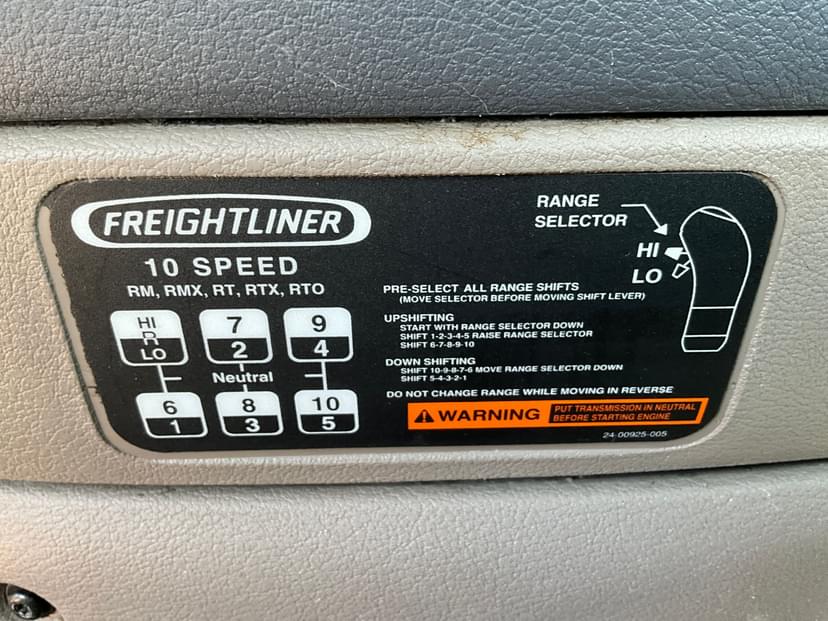 FREIGHTLINER
10 SPEED
RM, RMX, RT, RTX, RTO
HI
R
LO
7
2
9
4
Neutral
6
1
8
3
10
5
RANGE
SELECTOR
HI
LO
PRE-SELECT ALL RANGE SHIFTS
(MOVE SELECTOR BEFORE MOVING SHIFT LEVER)
UPSHIFTING
START WITH RANGE SELECTOR DOWN
SHIFT 1-2-3-4-5 RAISE RANGE SELECTOR
SHIFT 6-7-8-9-10
DOWN SHIFTING
SHIFT 10-9-8-7-6 MOVE RANGE SELECTOR DOWN
SHIFT 5-4-3-2-1
DO NOT CHANGE RANGE WHILE MOVING IN REVERSE
WARNING
PUT TRANSMISSION IN NEUTRAL
BEFORE STARTING ENGINE
24-00925-005